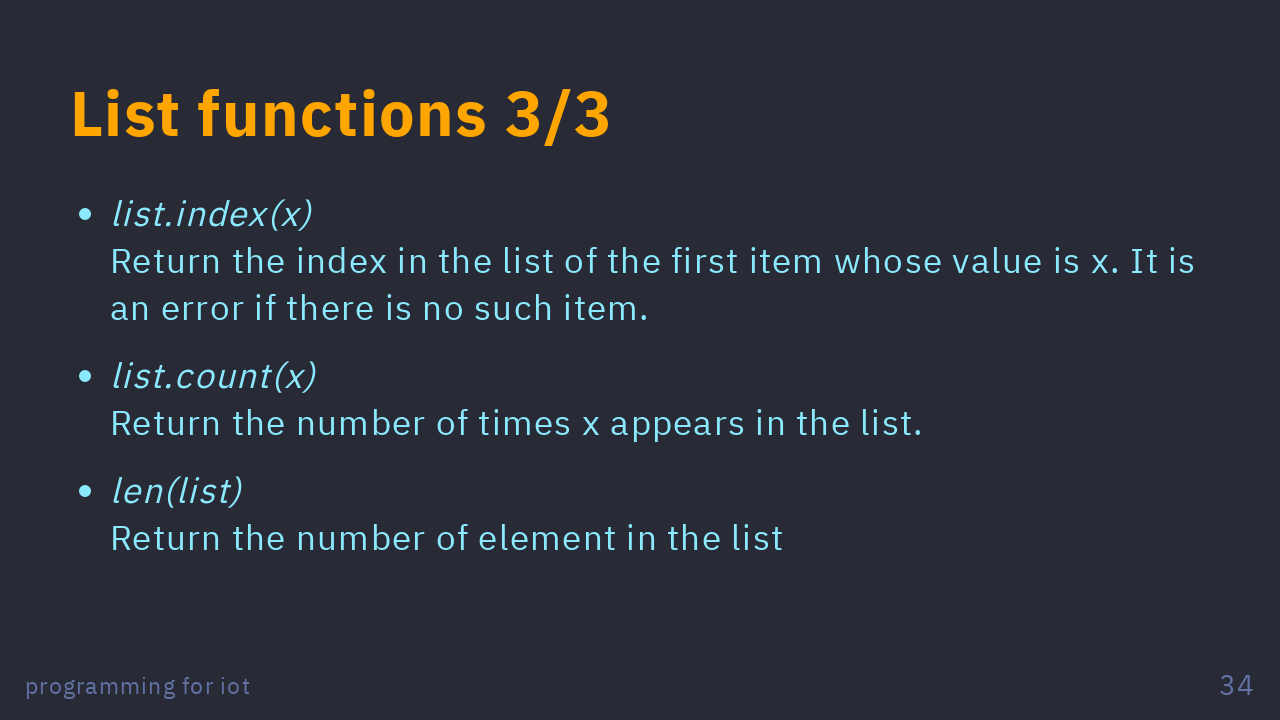 List functions 3/3
list.index(x)
Return the index in the list of the first item whose value is x. It is
an error if there is no such item.
list.count(x)
Return the number of times x appears in the list.
len(list)
Return the number of element in the list
programming for iot
34